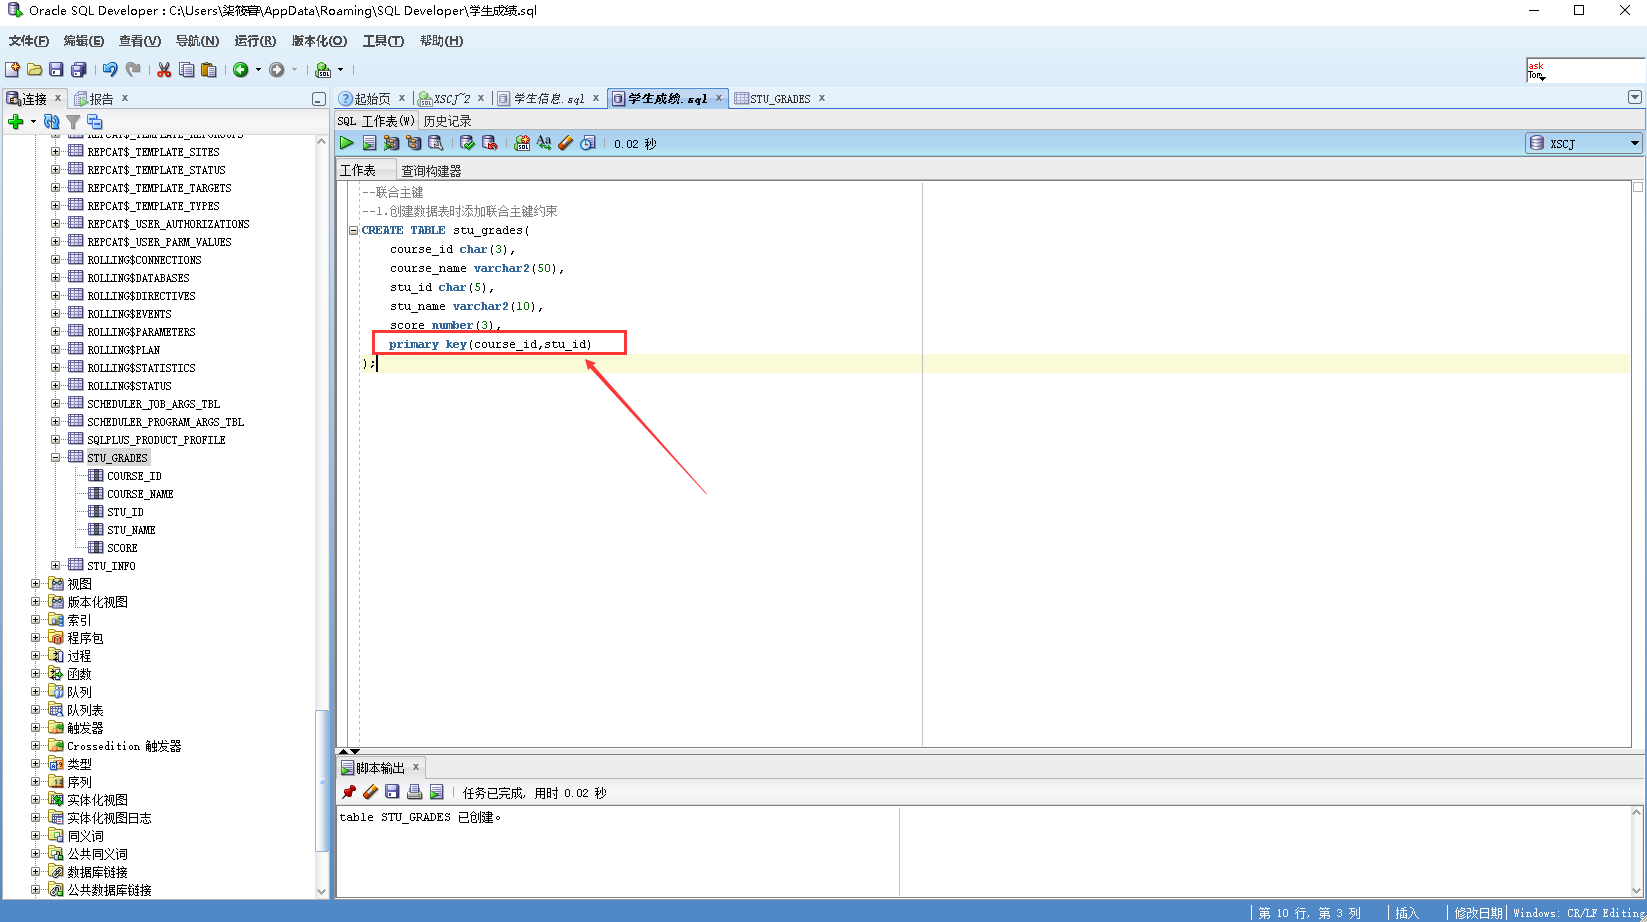 Oracle SQL Developer : C:\Users\柒筱暮\AppData\Roaming\SQL Developer\学生成绩.sql
文件(F) 编辑(E) 查看(V) 导航(N) 运行(R) 版本化(O) 工具(T) 帮助(H)
ask
Tom
连接 x 报告 x
起始页 x XSCJ~2 x 学生信息.sql x 学生成绩.sql x STU_GRADES x
SQL 工作表(W) 历史记录
0.02 秒
XSCJ
工作表 查询构建器
REPCAT$_TEMPLATE_REFGROUPS
REPCAT$_TEMPLATE_SITES
REPCAT$_TEMPLATE_STATUS
REPCAT$_TEMPLATE_TARGETS
REPCAT$_TEMPLATE_TYPES
REPCAT$_USER_AUTHORIZATIONS
REPCAT$_USER_PARM_VALUES
ROLLING$CONNECTIONS
ROLLING$DATABASES
ROLLING$DIRECTIVES
ROLLING$EVENTS
ROLLING$PARAMETERS
ROLLING$PLAN
ROLLING$STATISTICS
ROLLING$STATUS
SCHEDULER_JOB_ARGS_TBL
SCHEDULER_PROGRAM_ARGS_TBL
SQLPLUS_PRODUCT_PROFILE
STU_GRADES
COURSE_ID
COURSE_NAME
STU_ID
STU_NAME
SCORE
STU_INFO
视图
版本化视图
索引
程序包
过程
函数
队列
队列表
触发器
Crossedition 触发器
类型
序列
实体化视图
实体化视图日志
同义词
公共同义词
数据库链接
公共数据库链接
--联合主键
--1.创建数据表时添加联合主键约束
CREATE TABLE stu_grades(
course_id char(3),
course_name varchar2(50),
stu_id char(5),
stu_name varchar2(10),
score number(3),
primary key(course_id,stu_id)
);
脚本输出 x
任务已完成, 用时 0.02 秒
table STU_GRADES 已创建。
第 10 行, 第 3 列 插入 修改日期 Windows: CR/LF Editing